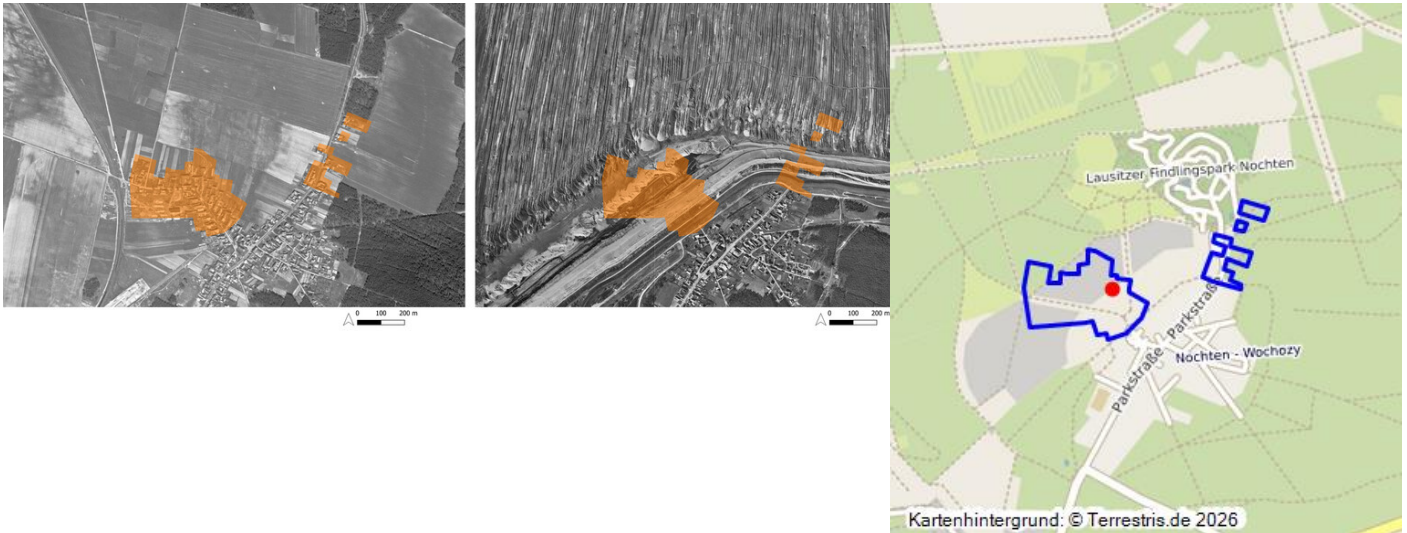 0 100 200 m
0 100 200 m
Lausitzer Findlingspark Nochten
Parkstraße
Parkstraße
Nochten - Wochozy
Kartenhintergrund: © Terrestris.de 2026